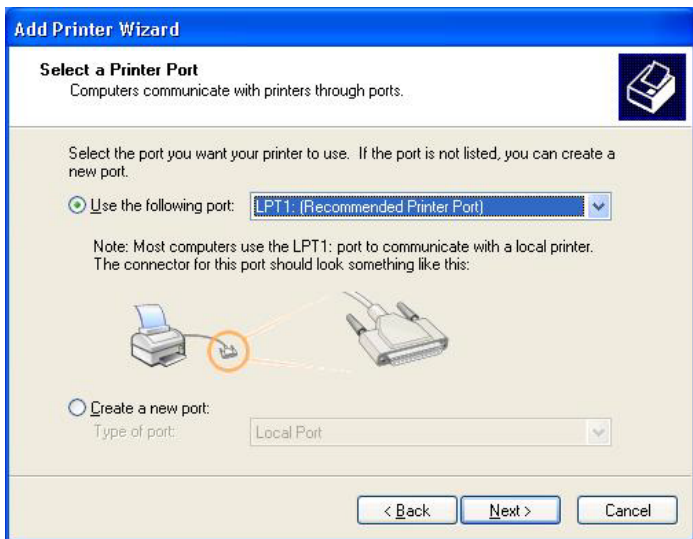 Add Printer Wizard
Select a Printer Port
Computers communicate with printers through ports.
Select the port you want your printer to use. If the port is not listed, you can create a
new port.
Use the following port: LPT1: (Recommended Printer Port)
Note: Most computers use the LPT1: port to communicate with a local printer.
The connector for this port should look something like this:
Create a new port:
Type of port: Local Port
< Back Next > Cancel